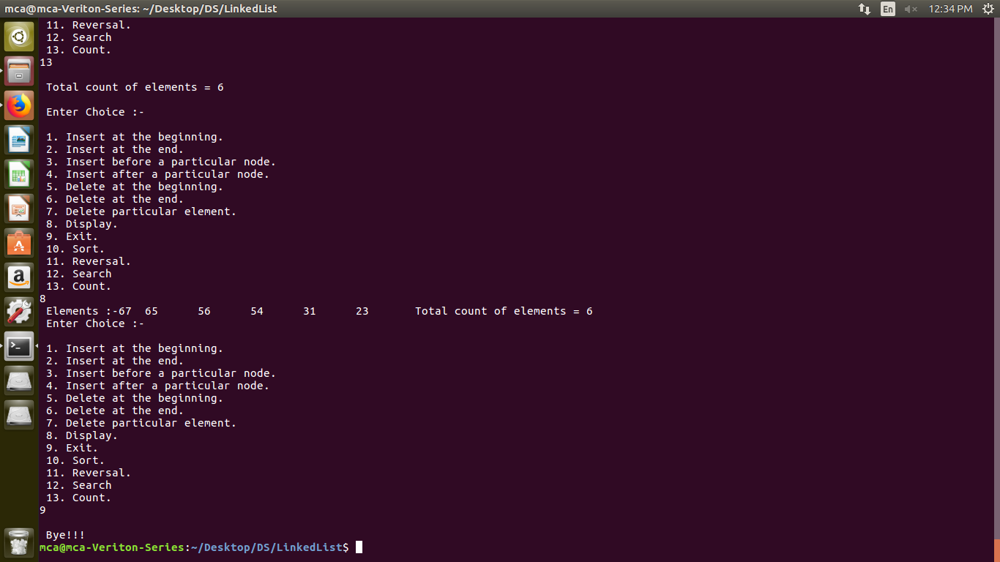 mca@mca-Veriton-Series: ~/Desktop/DS/LinkedList En 12:34 PM
11. Reversal.
12. Search
13. Count.
13
Total count of elements = 6
Enter Choice :-
1. Insert at the beginning.
2. Insert at the end.
3. Insert before a particular node.
4. Insert after a particular node.
5. Delete at the beginning.
6. Delete at the end.
7. Delete particular element.
8. Display.
9. Exit.
10. Sort.
11. Reversal.
12. Search
13. Count.
8
Elements :-67 65 56 54 31 23 Total count of elements = 6
Enter Choice :-
1. Insert at the beginning.
2. Insert at the end.
3. Insert before a particular node.
4. Insert after a particular node.
5. Delete at the beginning.
6. Delete at the end.
7. Delete particular element.
8. Display.
9. Exit.
10. Sort.
11. Reversal.
12. Search
13. Count.
9
Bye!!!
mca@mca-Veriton-Series:~/Desktop/DS/LinkedList$